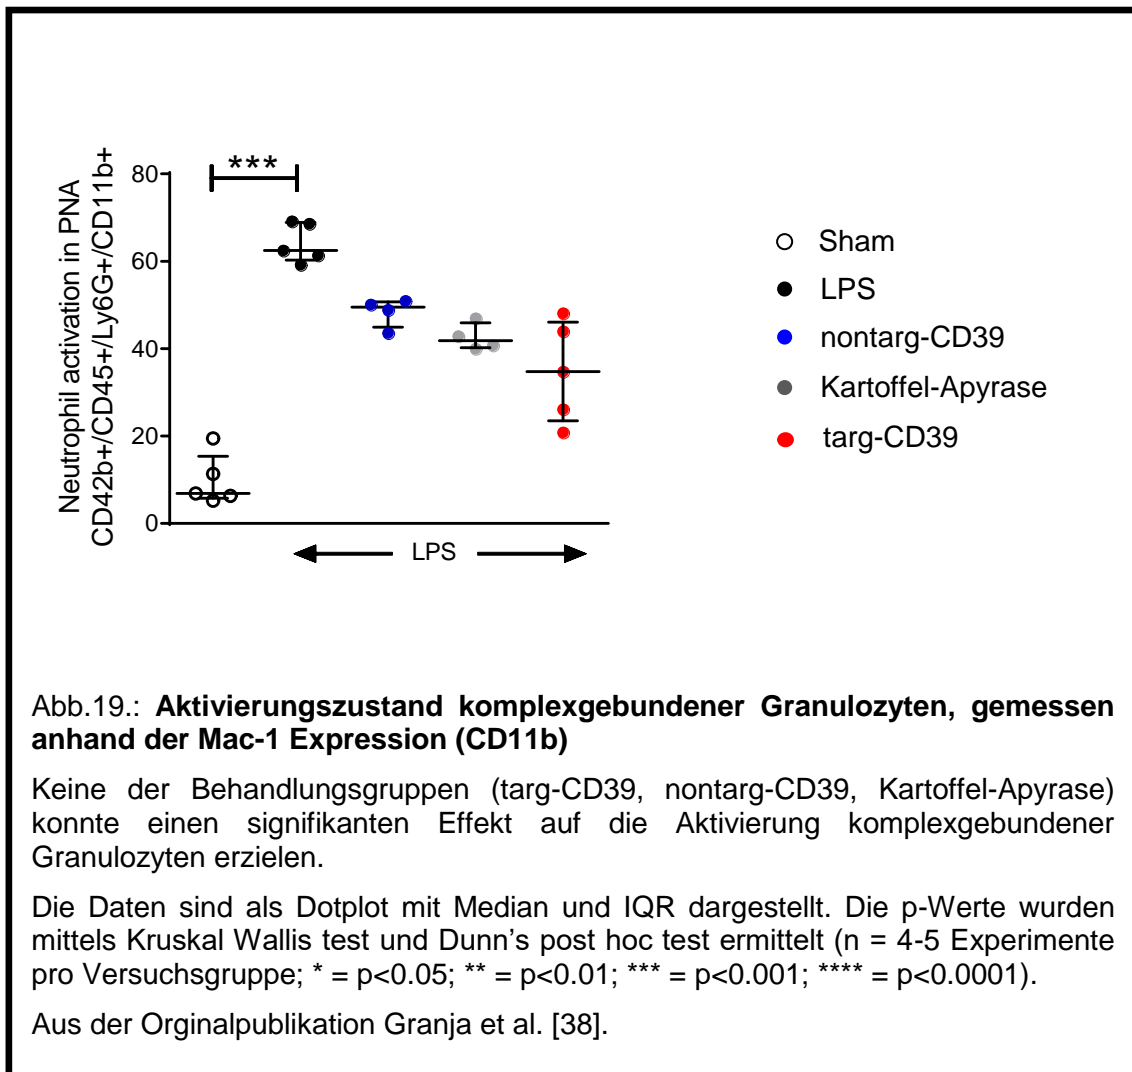 Neutrophil activation in PNA
CD42b+/CD45+/Ly6G+/CD11b+
80
60
40
20
0
***
LPS
Sham
LPS
nontarg-CD39
Kartoffel-Apyrase
targ-CD39
Abb.19.: Aktivierungszustand komplexgebundener Granulozyten, gemessen
anhand der Mac-1 Expression (CD11b)
Keine der Behandlungsgruppen (targ-CD39, nontarg-CD39, Kartoffel-Apyrase)
konnte einen signifikanten Effekt auf die Aktivierung komplexgebundener
Granulozyten erzielen.
Die Daten sind als Dotplot mit Median und IQR dargestellt. Die p-Werte wurden
mittels Kruskal Wallis test und Dunn's post hoc test ermittelt (n = 4-5 Experimente
pro Versuchsgruppe; * = p<0.05; ** = p<0.01; *** = p<0.001; **** = p<0.0001).
Aus der Orginalpublikation Granja et al. [38].